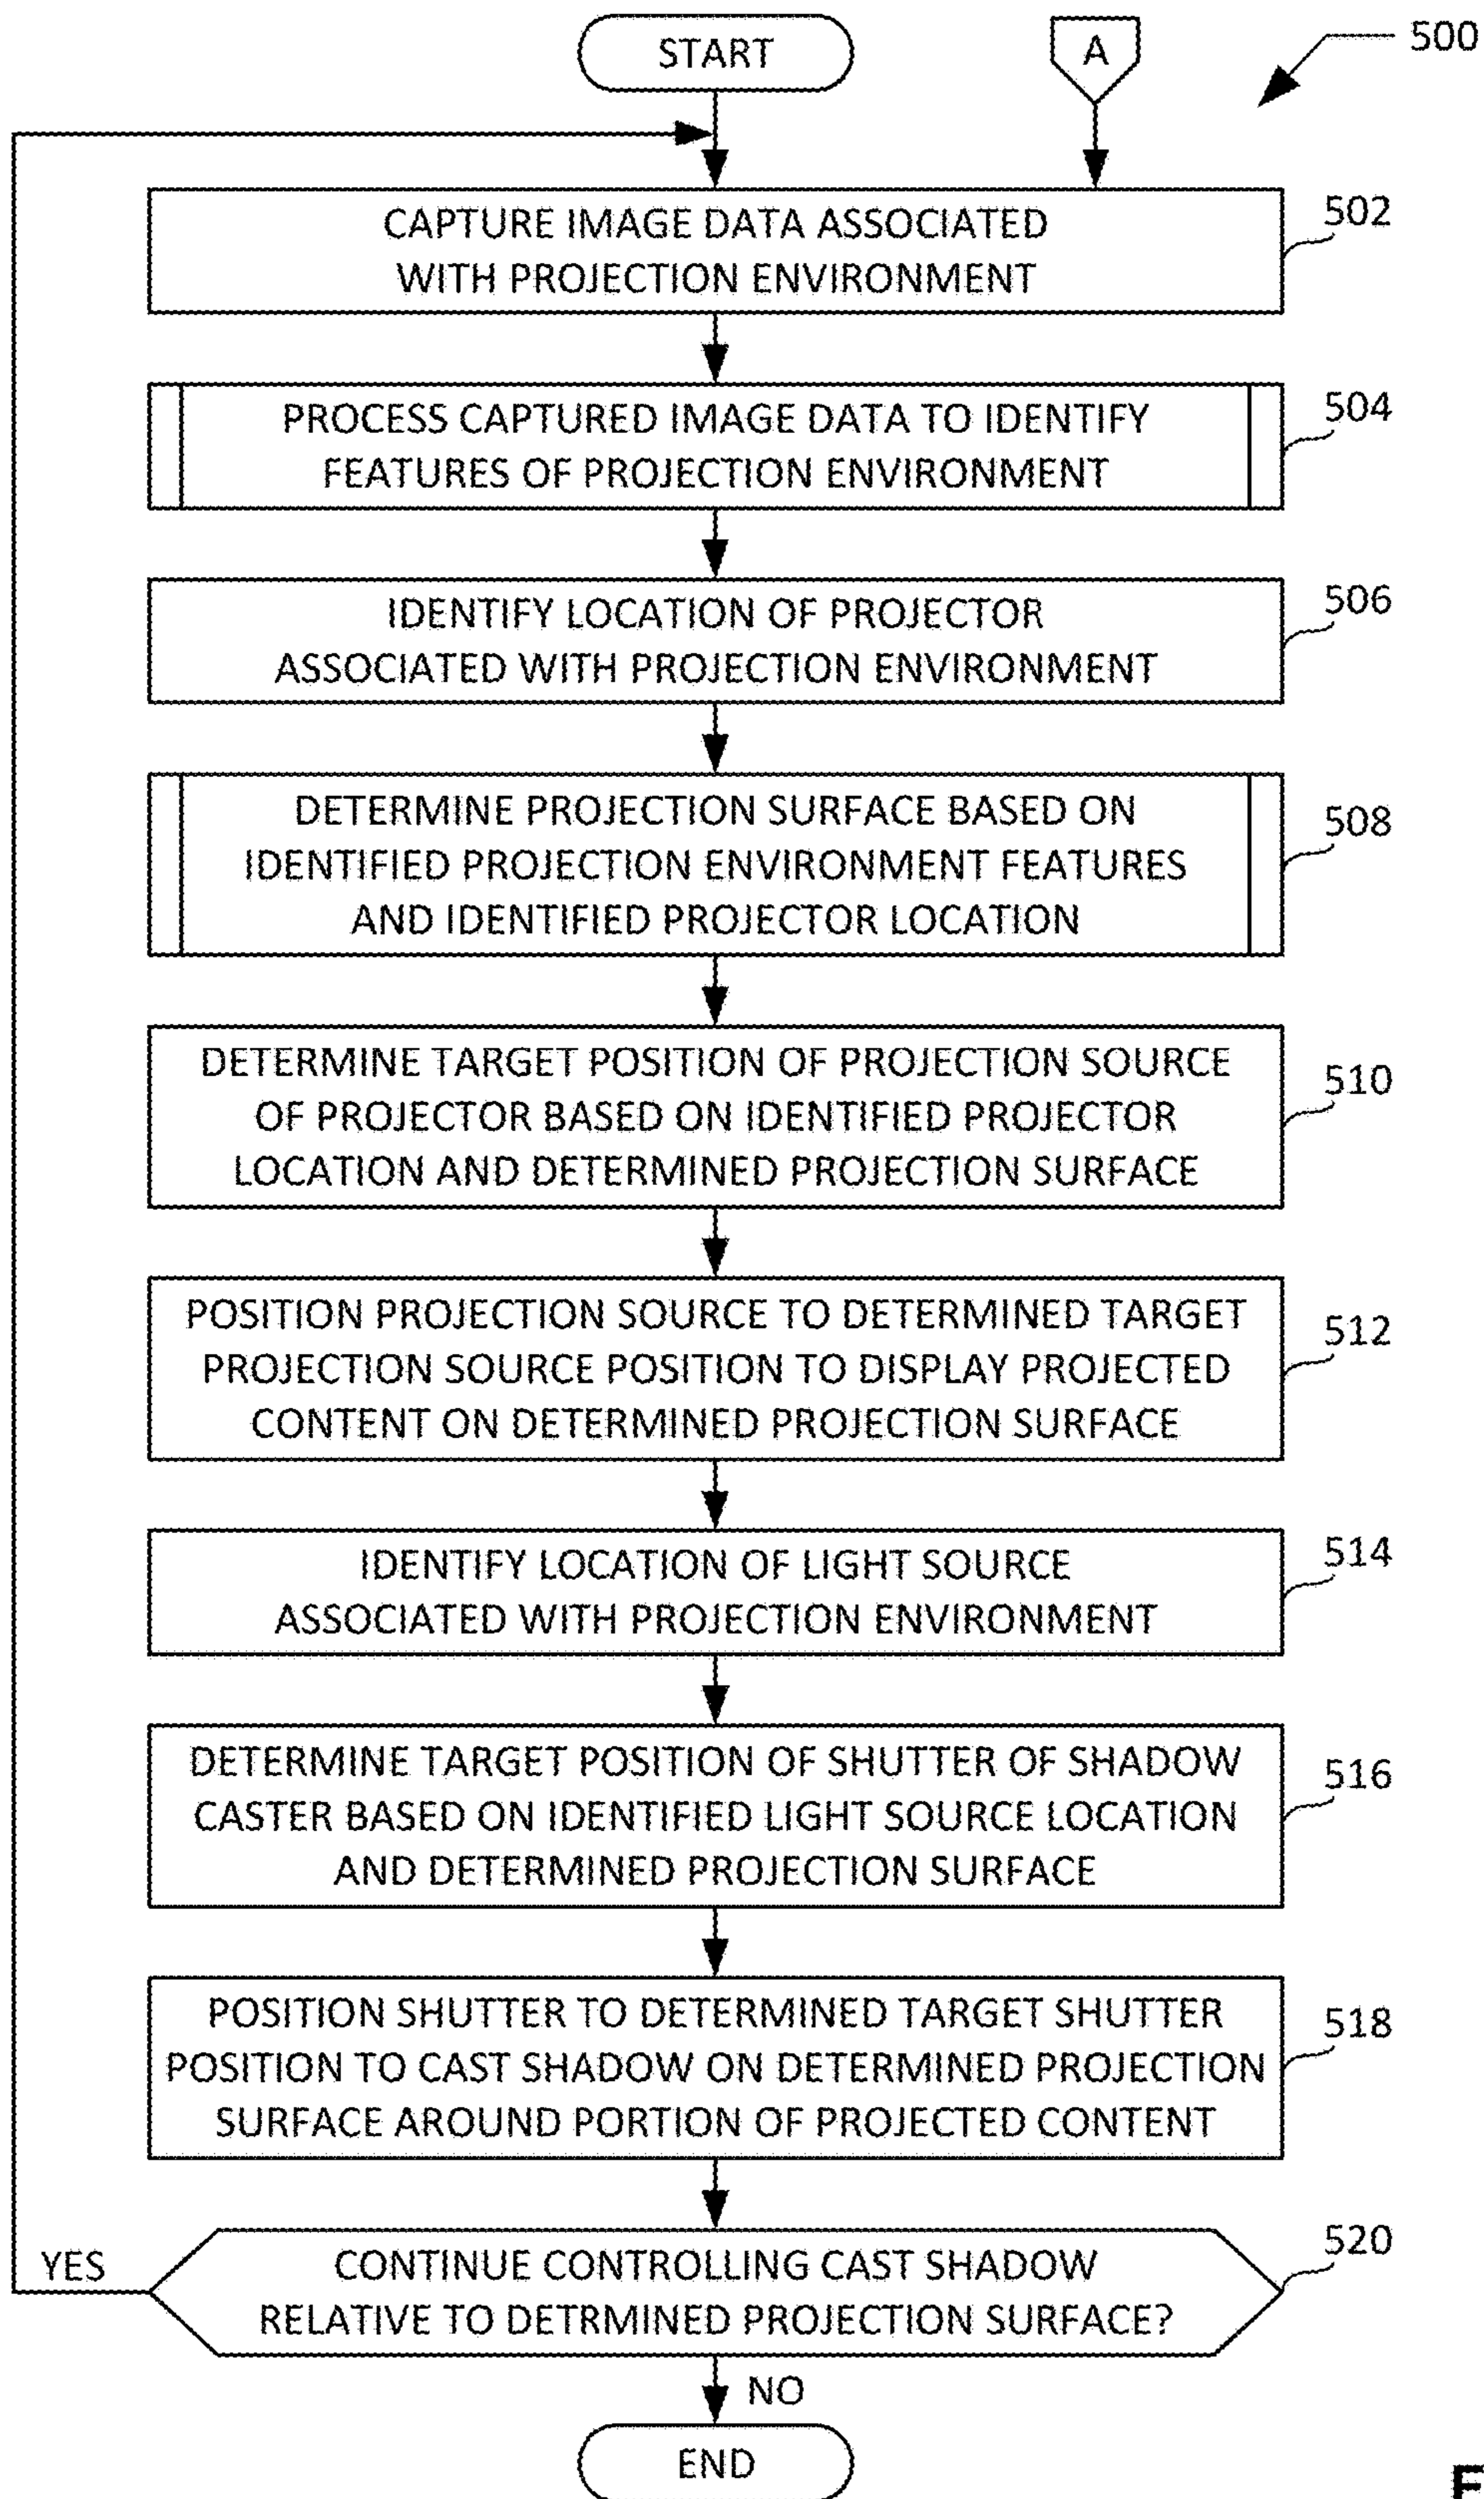 START
A
500
CAPTURE IMAGE DATA ASSOCIATED
WITH PROJECTION ENVIRONMENT
502
PROCESS CAPTURED IMAGE DATA TO IDENTIFY
FEATURES OF PROJECTION ENVIRONMENT
504
IDENTIFY LOCATION OF PROJECTOR
ASSOCIATED WITH PROJECTION ENVIRONMENT
506
DETERMINE PROJECTION SURFACE BASED ON
IDENTIFIED PROJECTION ENVIRONMENT FEATURES
AND IDENTIFIED PROJECTOR LOCATION
508
DETERMINE TARGET POSITION OF PROJECTION SOURCE
OF PROJECTOR BASED ON IDENTIFIED PROJECTOR
LOCATION AND DETERMINED PROJECTION SURFACE
510
POSITION PROJECTION SOURCE TO DETERMINED TARGET
PROJECTION SOURCE POSITION TO DISPLAY PROJECTED
CONTENT ON DETERMINED PROJECTION SURFACE
512
IDENTIFY LOCATION OF LIGHT SOURCE
ASSOCIATED WITH PROJECTION ENVIRONMENT
514
DETERMINE TARGET POSITION OF SHUTTER OF SHADOW
CASTER BASED ON IDENTIFIED LIGHT SOURCE LOCATION
AND DETERMINED PROJECTION SURFACE
516
POSITION SHUTTER TO DETERMINED TARGET SHUTTER
POSITION TO CAST SHADOW ON DETERMINED PROJECTION
SURFACE AROUND PORTION OF PROJECTED CONTENT
518
YES
CONTINUE CONTROLLING CAST SHADOW
RELATIVE TO DETRMINED PROJECTION SURFACE?
520
NO
END